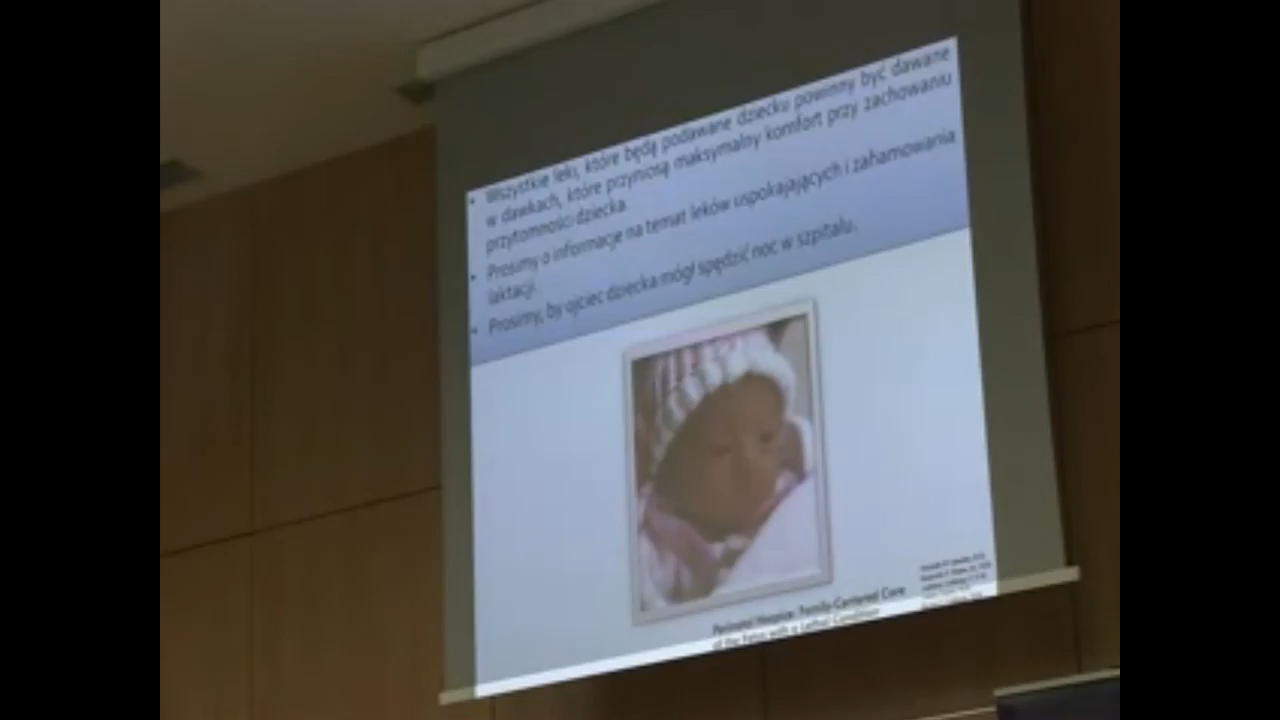 • Wszystkie leki, które będą podawane dziecku powinny być dawane
w dawkach, które przyniosą maksymalny komfort przy zachowaniu
przytomności dziecka.
• Prosimy o informacje na temat leków uspokajających i zahamowania
laktacji.
• Prosimy, by ojciec dziecka mógł spędzić noc w szpitalu.
Perinatal Hospice: Family-Centered Care
of the Fetus with a Lethal Condition